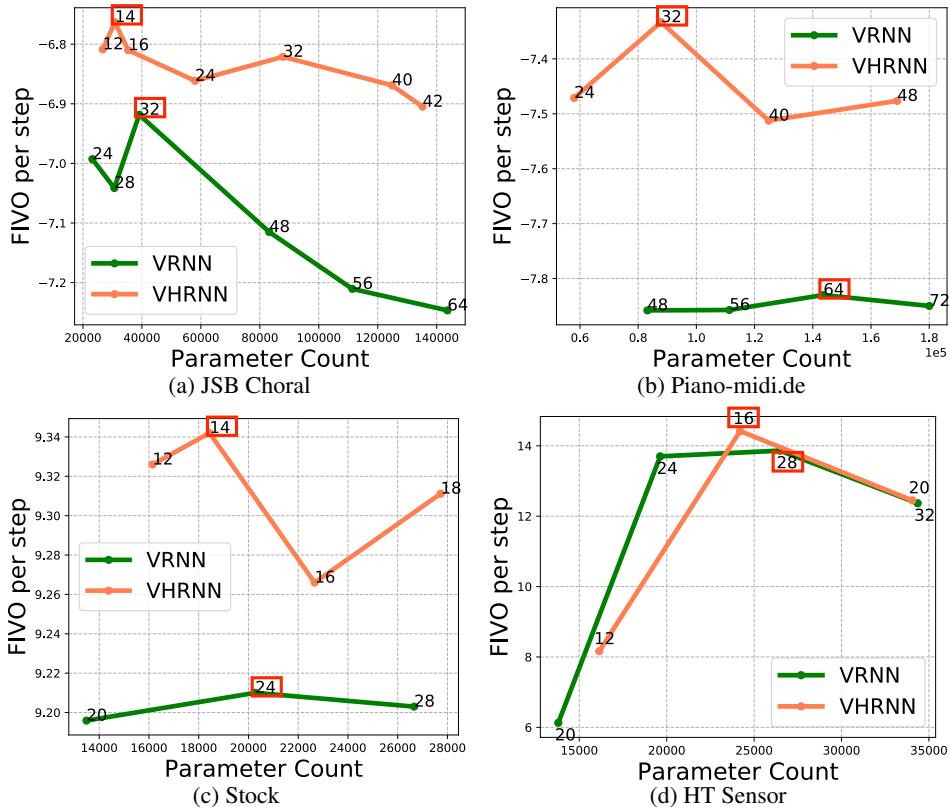 −6.8
−6.9
−7.0
−7.1
−7.2
FIVO per step
14
12
16
24
32
40
42
24
28
32
48
56
64
VRNN
VHRNN
20000 40000 60000 80000 100000 120000 140000
Parameter Count
(a) JSB Choral
−7.4
−7.5
−7.6
−7.7
−7.8
FIVO per step
24
32
40
48
48
56
64
72
VRNN
VHRNN
0.6 0.8 1.0 1.2 1.4 1.6 1.8
1e5
Parameter Count
(b) Piano-midi.de
9.34
9.32
9.30
9.28
9.26
9.24
9.22
9.20
FIVO per step
12
14
16
18
20
24
28
VRNN
VHRNN
14000 16000 18000 20000 22000 24000 26000 28000
Parameter Count
(c) Stock
14
12
10
8
6
FIVO per step
16
24
28
20
32
12
20
VRNN
VHRNN
15000 20000 25000 30000 35000
Parameter Count
(d) HT Sensor